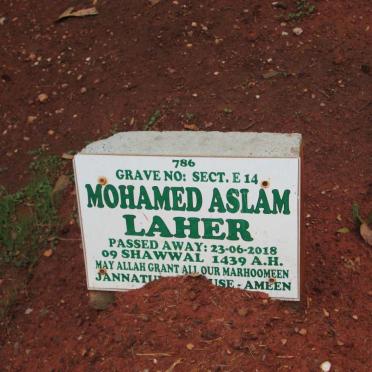 786
GRAVE NO: SECT. E 14
MOHAMED ASLAM
LAHER
PASSED AWAY: 23-06-2018
09 SHAWWAL 1439 A.H.
MAY ALLAH GRANT ALL OUR MARHOOMEEN
- AMEEN